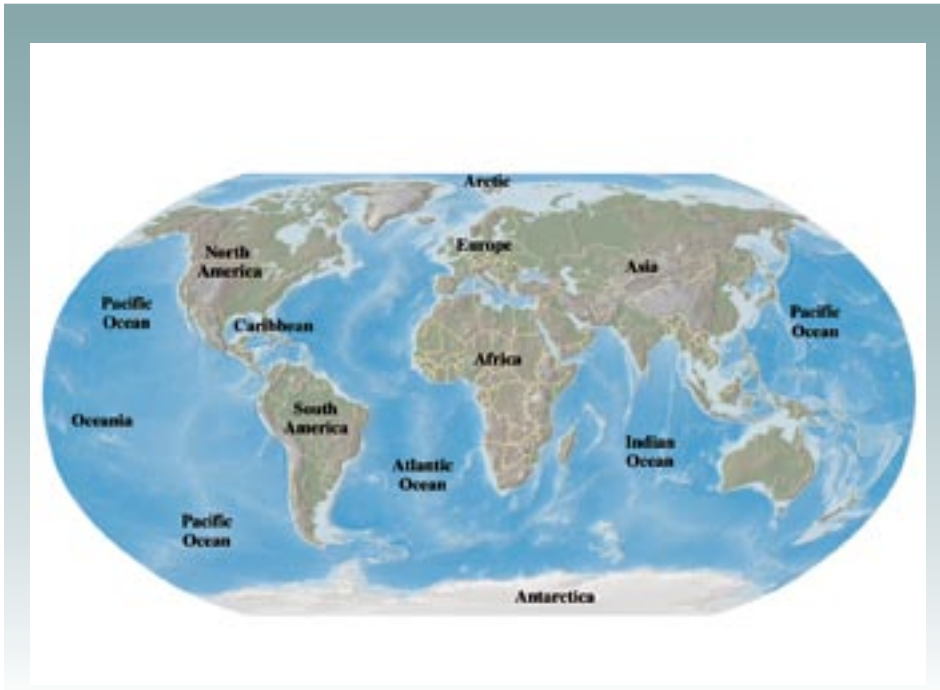 Arctic
Europe
North
America
Asia
Pacific
Ocean
Caribbean
Pacific
Ocean
Africa
South
America
Oceania
Indian
Ocean
Atlantic
Ocean
Pacific
Ocean
Antarctica